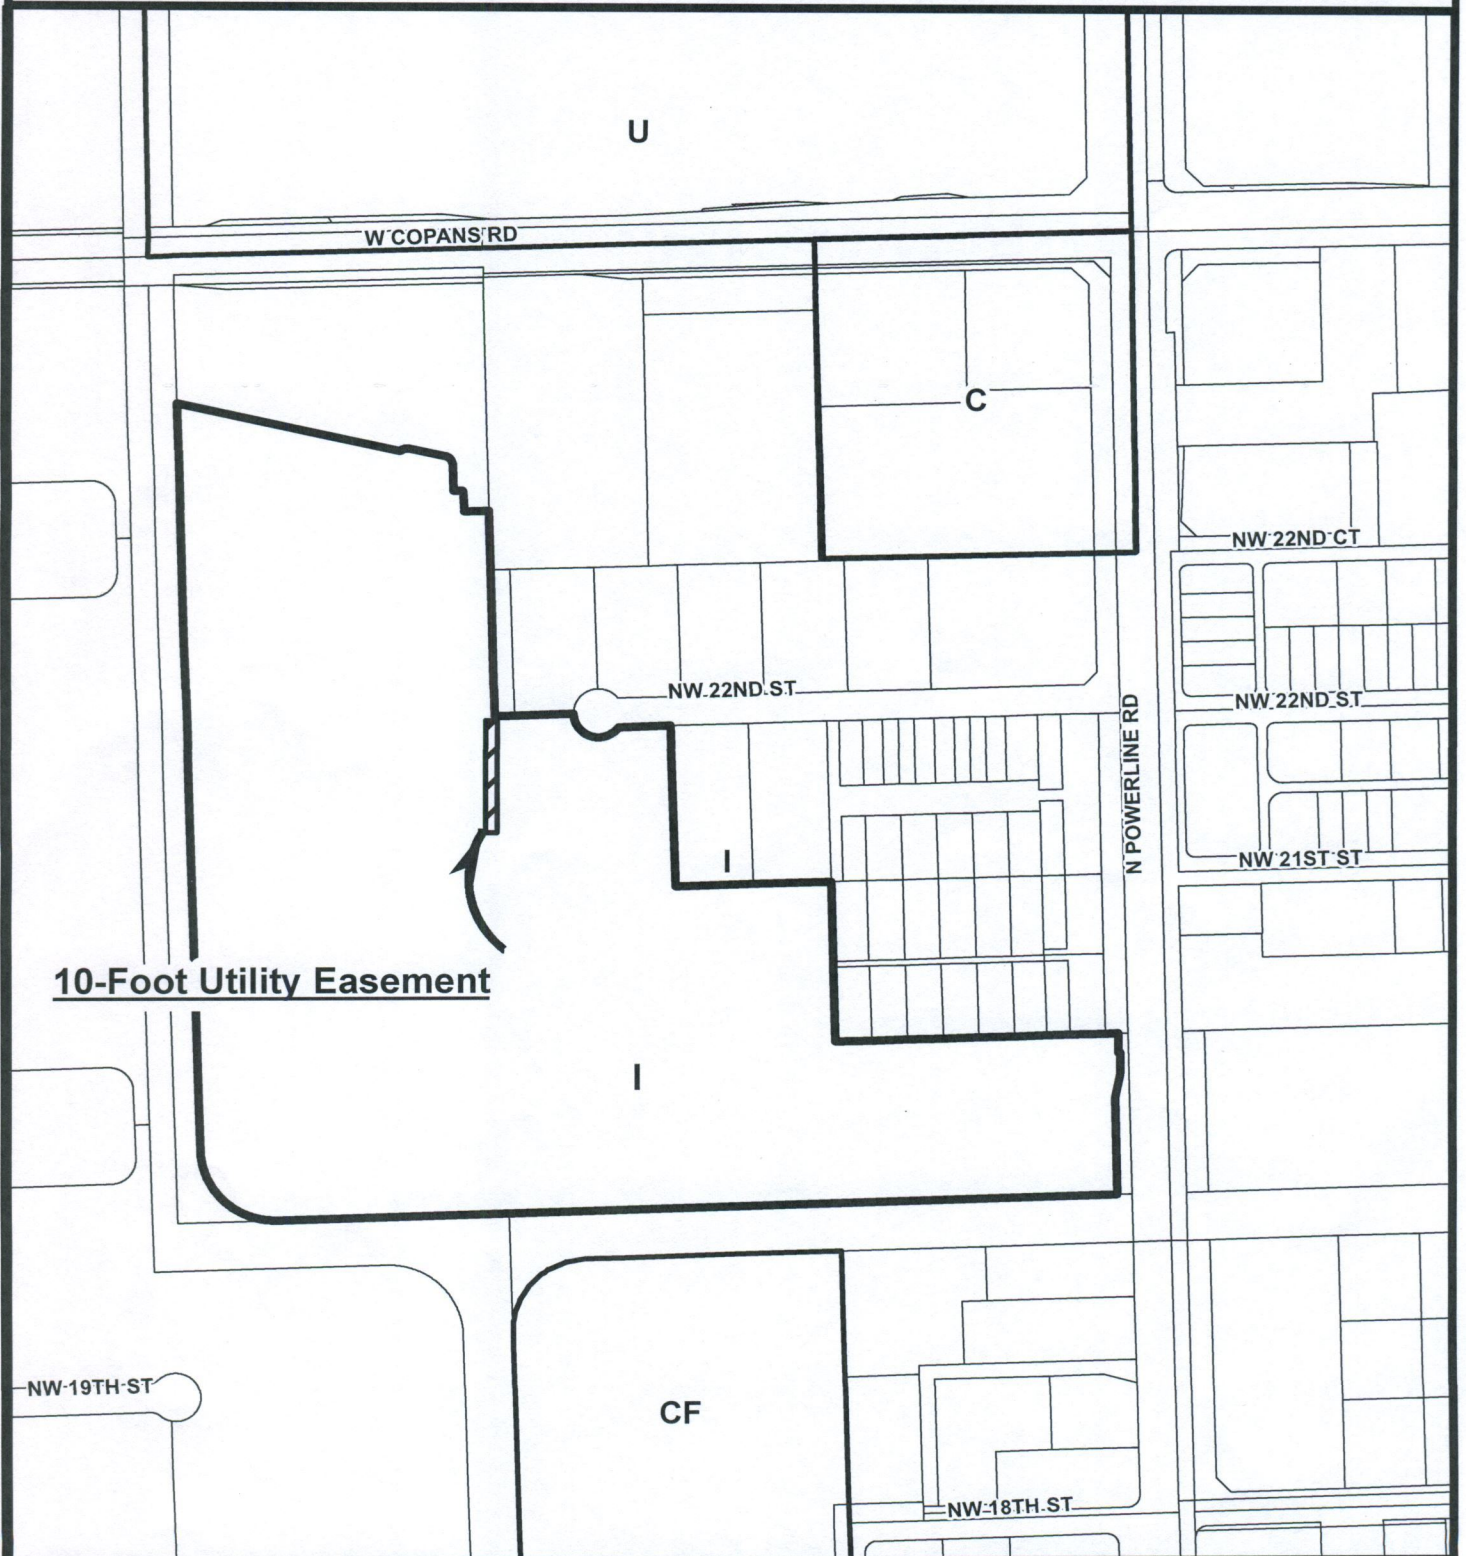 U
W COPANS RD
C
NW 22ND CT
NW 22ND ST
NW 22ND ST
N POWERLINE RD
NW 21ST ST
I
10-Foot Utility Easement
I
NW 19TH ST
CF
NW 18TH ST